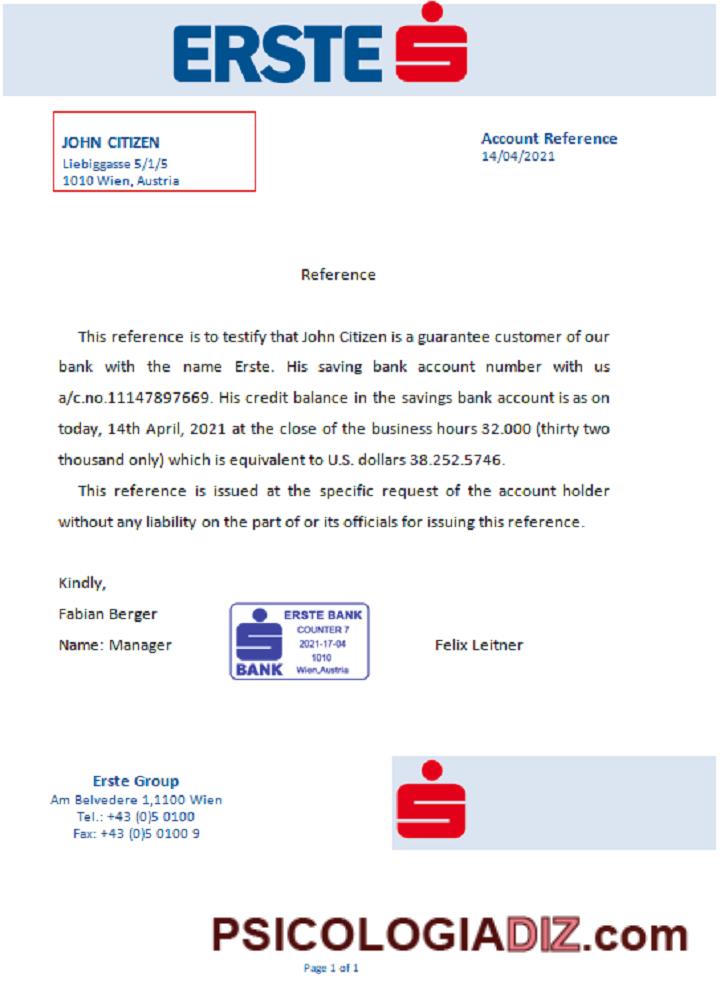 ERSTE
JOHN CITIZEN
Liebiggasse 5/1/5
1010 Wien, Austria
Account Reference
14/04/2021
Reference
This reference is to testify that John Citizen is a guarantee customer of our
bank with the name Erste. His saving bank account number with us
a/c.no.11147897669. His credit balance in the savings bank account is as on
today, 14th April, 2021 at the close of the business hours 32.000 (thirty two
thousand only) which is equivalent to U.S. dollars 38.252.5746.
This reference is issued at the specific request of the account holder
without any liability on the part of or its officials for issuing this reference.
Kindly,
Fabian Berger
Name: Manager
ERSTE BANK
COUNTER 7
2021-17-04
1010
Wien,Austria
BANK
Felix Leitner
Erste Group
Am Belvedere 1,1100 Wien
Tel.: +43 (0)5 0100
Fax: +43 (0)5 0100 9
PSICOLOGIADIZ.com
Page 1 of 1